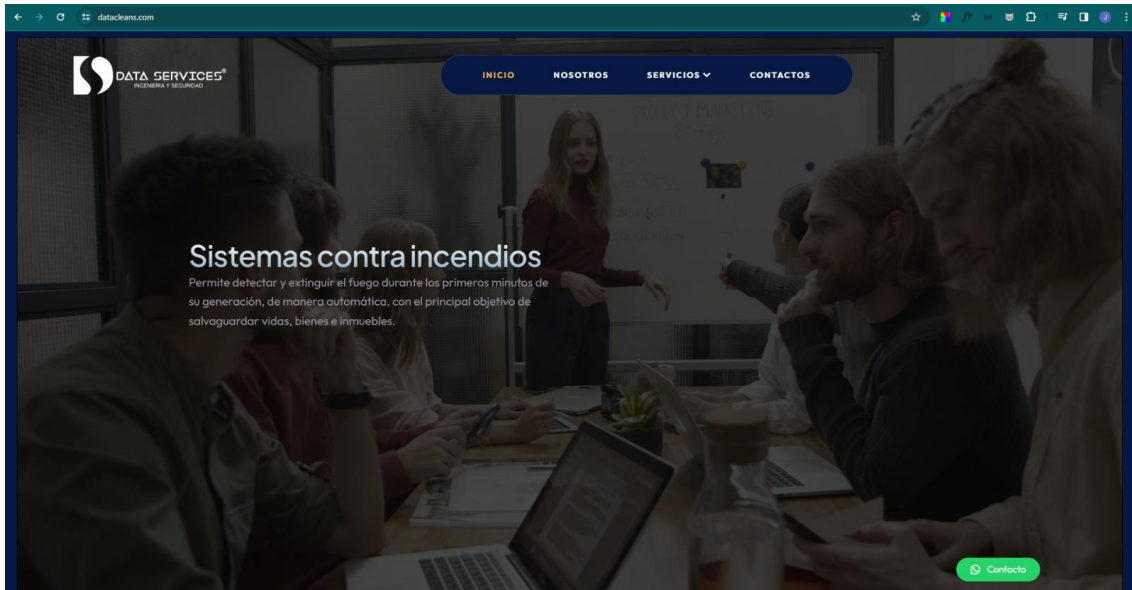 datacleans.com
DATA SERVICES®
INGENIERIA Y SEGURIDAD
INICIO NOSOTROS SERVICIOS CONTACTOS
Sistemas contra incendios
Permite detectar y extinguir el fuego durante los primeros minutos de
su generación, de manera automática, con el principal objetivo de
salvaguardar vidas, bienes e inmuebles.
Contacto